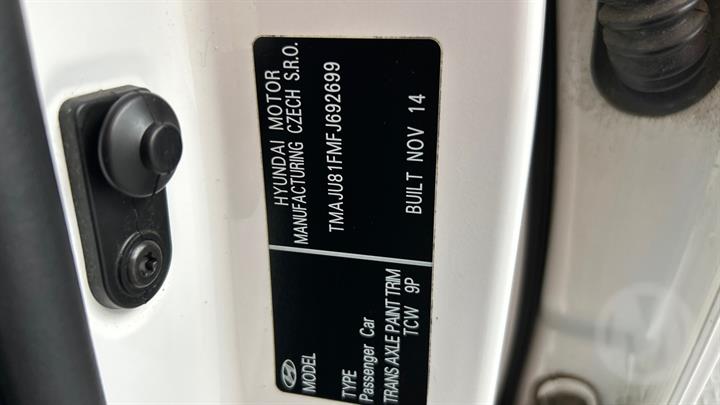 HYUNDAI MOTOR
MANUFACTURING CZECH S.R.O.
TMAJU81FMFJ692699
BUILT NOV 14
MODEL
TYPE
Passenger Car
TRANS AXLE PAINT TRIM
TCW 9P